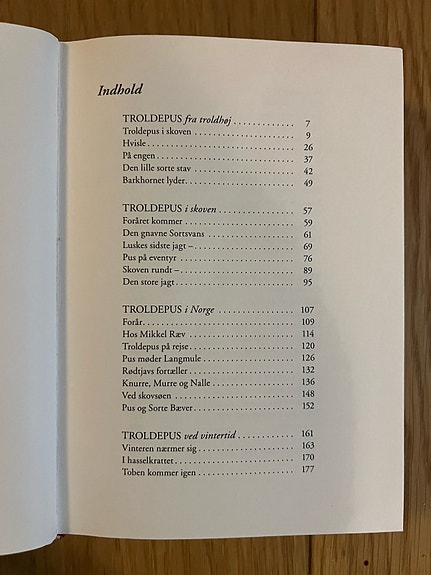 Indhold
TROLDEPUS fra troldhøj . . . . . . . . . . . . . . 7
Troldepus i skoven . . . . . . . . . . . . . . . . . . . . 9
Hvisle . . . . . . . . . . . . . . . . . . . . . . . . . . . . . . 26
På engen . . . . . . . . . . . . . . . . . . . . . . . . . . . . 37
Den lille sorte stav . . . . . . . . . . . . . . . . . . . . 42
Barkhornet lyder. . . . . . . . . . . . . . . . . . . . . . 49
TROLDEPUS i skoven . . . . . . . . . . . . . . . . . 57
Foråret kommer . . . . . . . . . . . . . . . . . . . . . . 59
Den gnavne Sortsvans . . . . . . . . . . . . . . . . . 61
Luskes sidste jagt – . . . . . . . . . . . . . . . . . . . . 69
Pus på eventyr . . . . . . . . . . . . . . . . . . . . . . . 76
Skoven rundt – . . . . . . . . . . . . . . . . . . . . . . . 89
Den store jagt . . . . . . . . . . . . . . . . . . . . . . . . 95
TROLDEPUS i Norge . . . . . . . . . . . . . . . . . 107
Forår. . . . . . . . . . . . . . . . . . . . . . . . . . . . . . . 109
Hos Mikkel Ræv . . . . . . . . . . . . . . . . . . . . . 114
Troldepus på rejse . . . . . . . . . . . . . . . . . . . . 120
Pus møder Langmule . . . . . . . . . . . . . . . . . . 126
Rødtjavs fortæller . . . . . . . . . . . . . . . . . . . . 132
Knurre, Murre og Nalle . . . . . . . . . . . . . . . . 136
Ved skovsøen . . . . . . . . . . . . . . . . . . . . . . . . 148
Pus og Sorte Bæver . . . . . . . . . . . . . . . . . . . 152
TROLDEPUS ved vintertid . . . . . . . . . . . . . 161
Vinteren nærmer sig . . . . . . . . . . . . . . . . . . . 163
I hasselkrattet . . . . . . . . . . . . . . . . . . . . . . . . 170
Toben kommer igen . . . . . . . . . . . . . . . . . . . 177